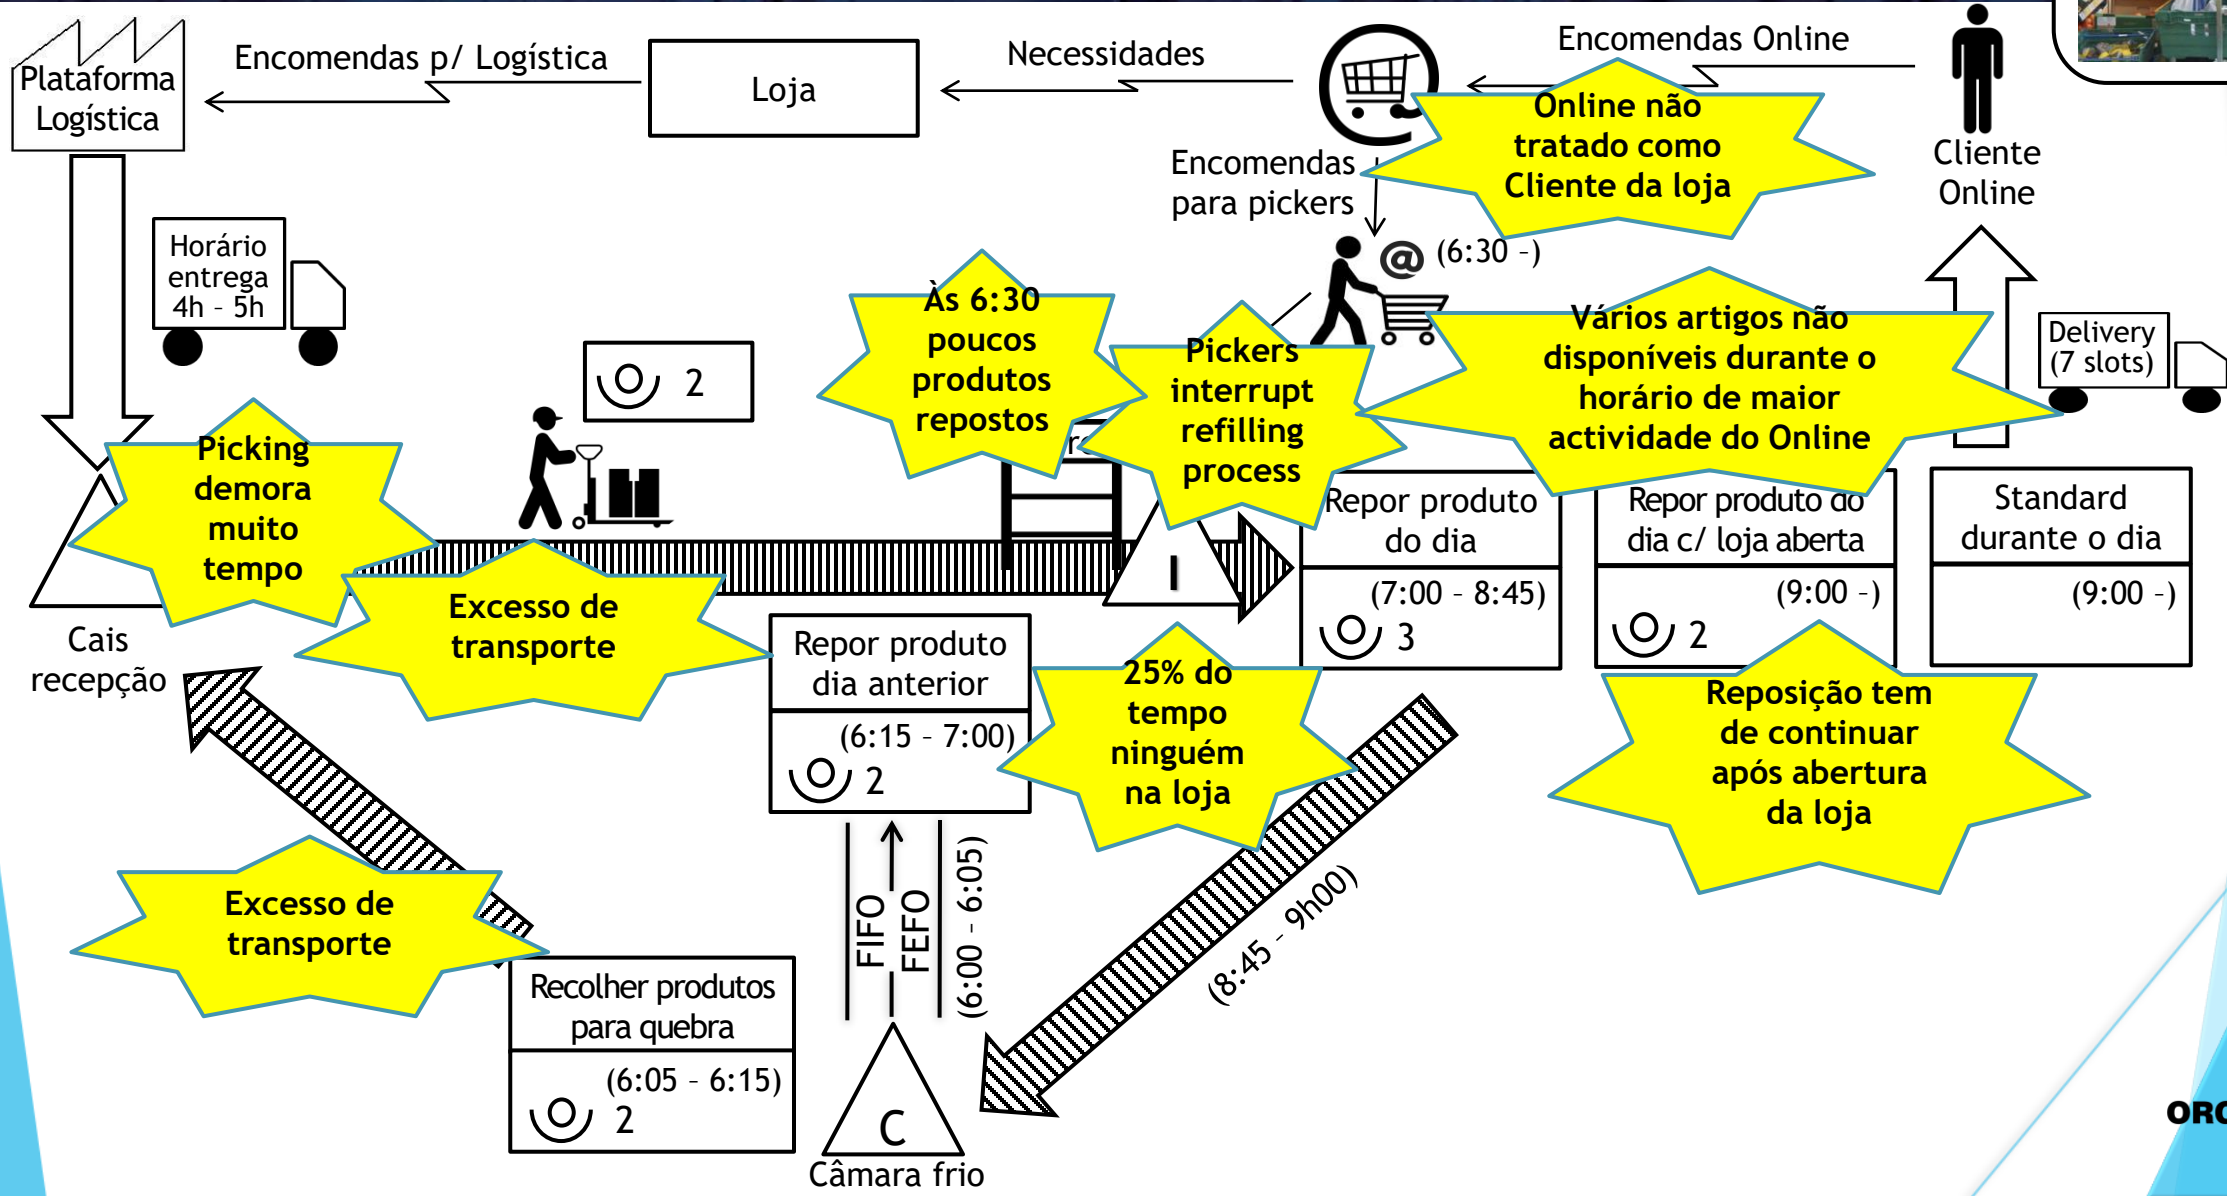 Plataforma
Logística
Encomendas p/ Logística
Loja
Necessidades
Encomendas Online
Online não
tratado como
Cliente da loja
Cliente
Online
Encomendas
para pickers
@ (6:30 -)
Horário
entrega
4h - 5h
2
Às 6:30
poucos
produtos
repostos
Pickers
interrupt
refilling
process
Vários artigos não
disponíveis durante o
horário de maior
actividade do Online
Delivery
(7 slots)
Picking
demora
muito
tempo
Cais
recepção
Excesso de
transporte
I
Repor produto
do dia
(7:00 - 8:45)
3
Repor produto do
dia c/ loja aberta
(9:00 -)
2
Standard
durante o dia
(9:00 -)
Repor produto
dia anterior
(6:15 - 7:00)
2
25% do
tempo
ninguém
na loja
Reposição tem
de continuar
após abertura
da loja
Excesso de
transporte
Recolher produtos
para quebra
(6:05 - 6:15)
2
FIFO
FEFO
(6:00 - 6:05)
(8:45 - 9h00)
C
Câmara frio